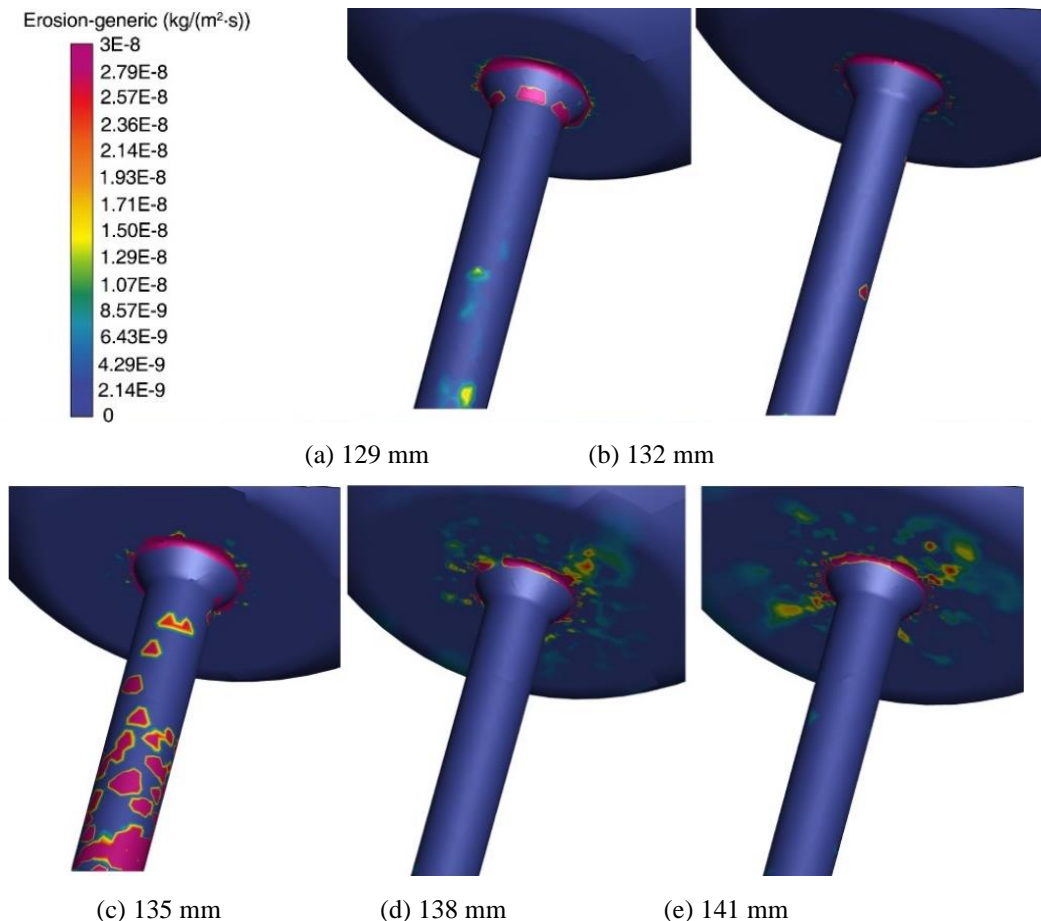 Erosion-generic (kg/(m²·s))
3E-8
2.79E-8
2.57E-8
2.36E-8
2.14E-8
1.93E-8
1.71E-8
1.50E-8
1.29E-8
1.07E-8
8.57E-9
6.43E-9
4.29E-9
2.14E-9
0
(a) 129 mm
(b) 132 mm
(c) 135 mm
(d) 138 mm
(e) 141 mm